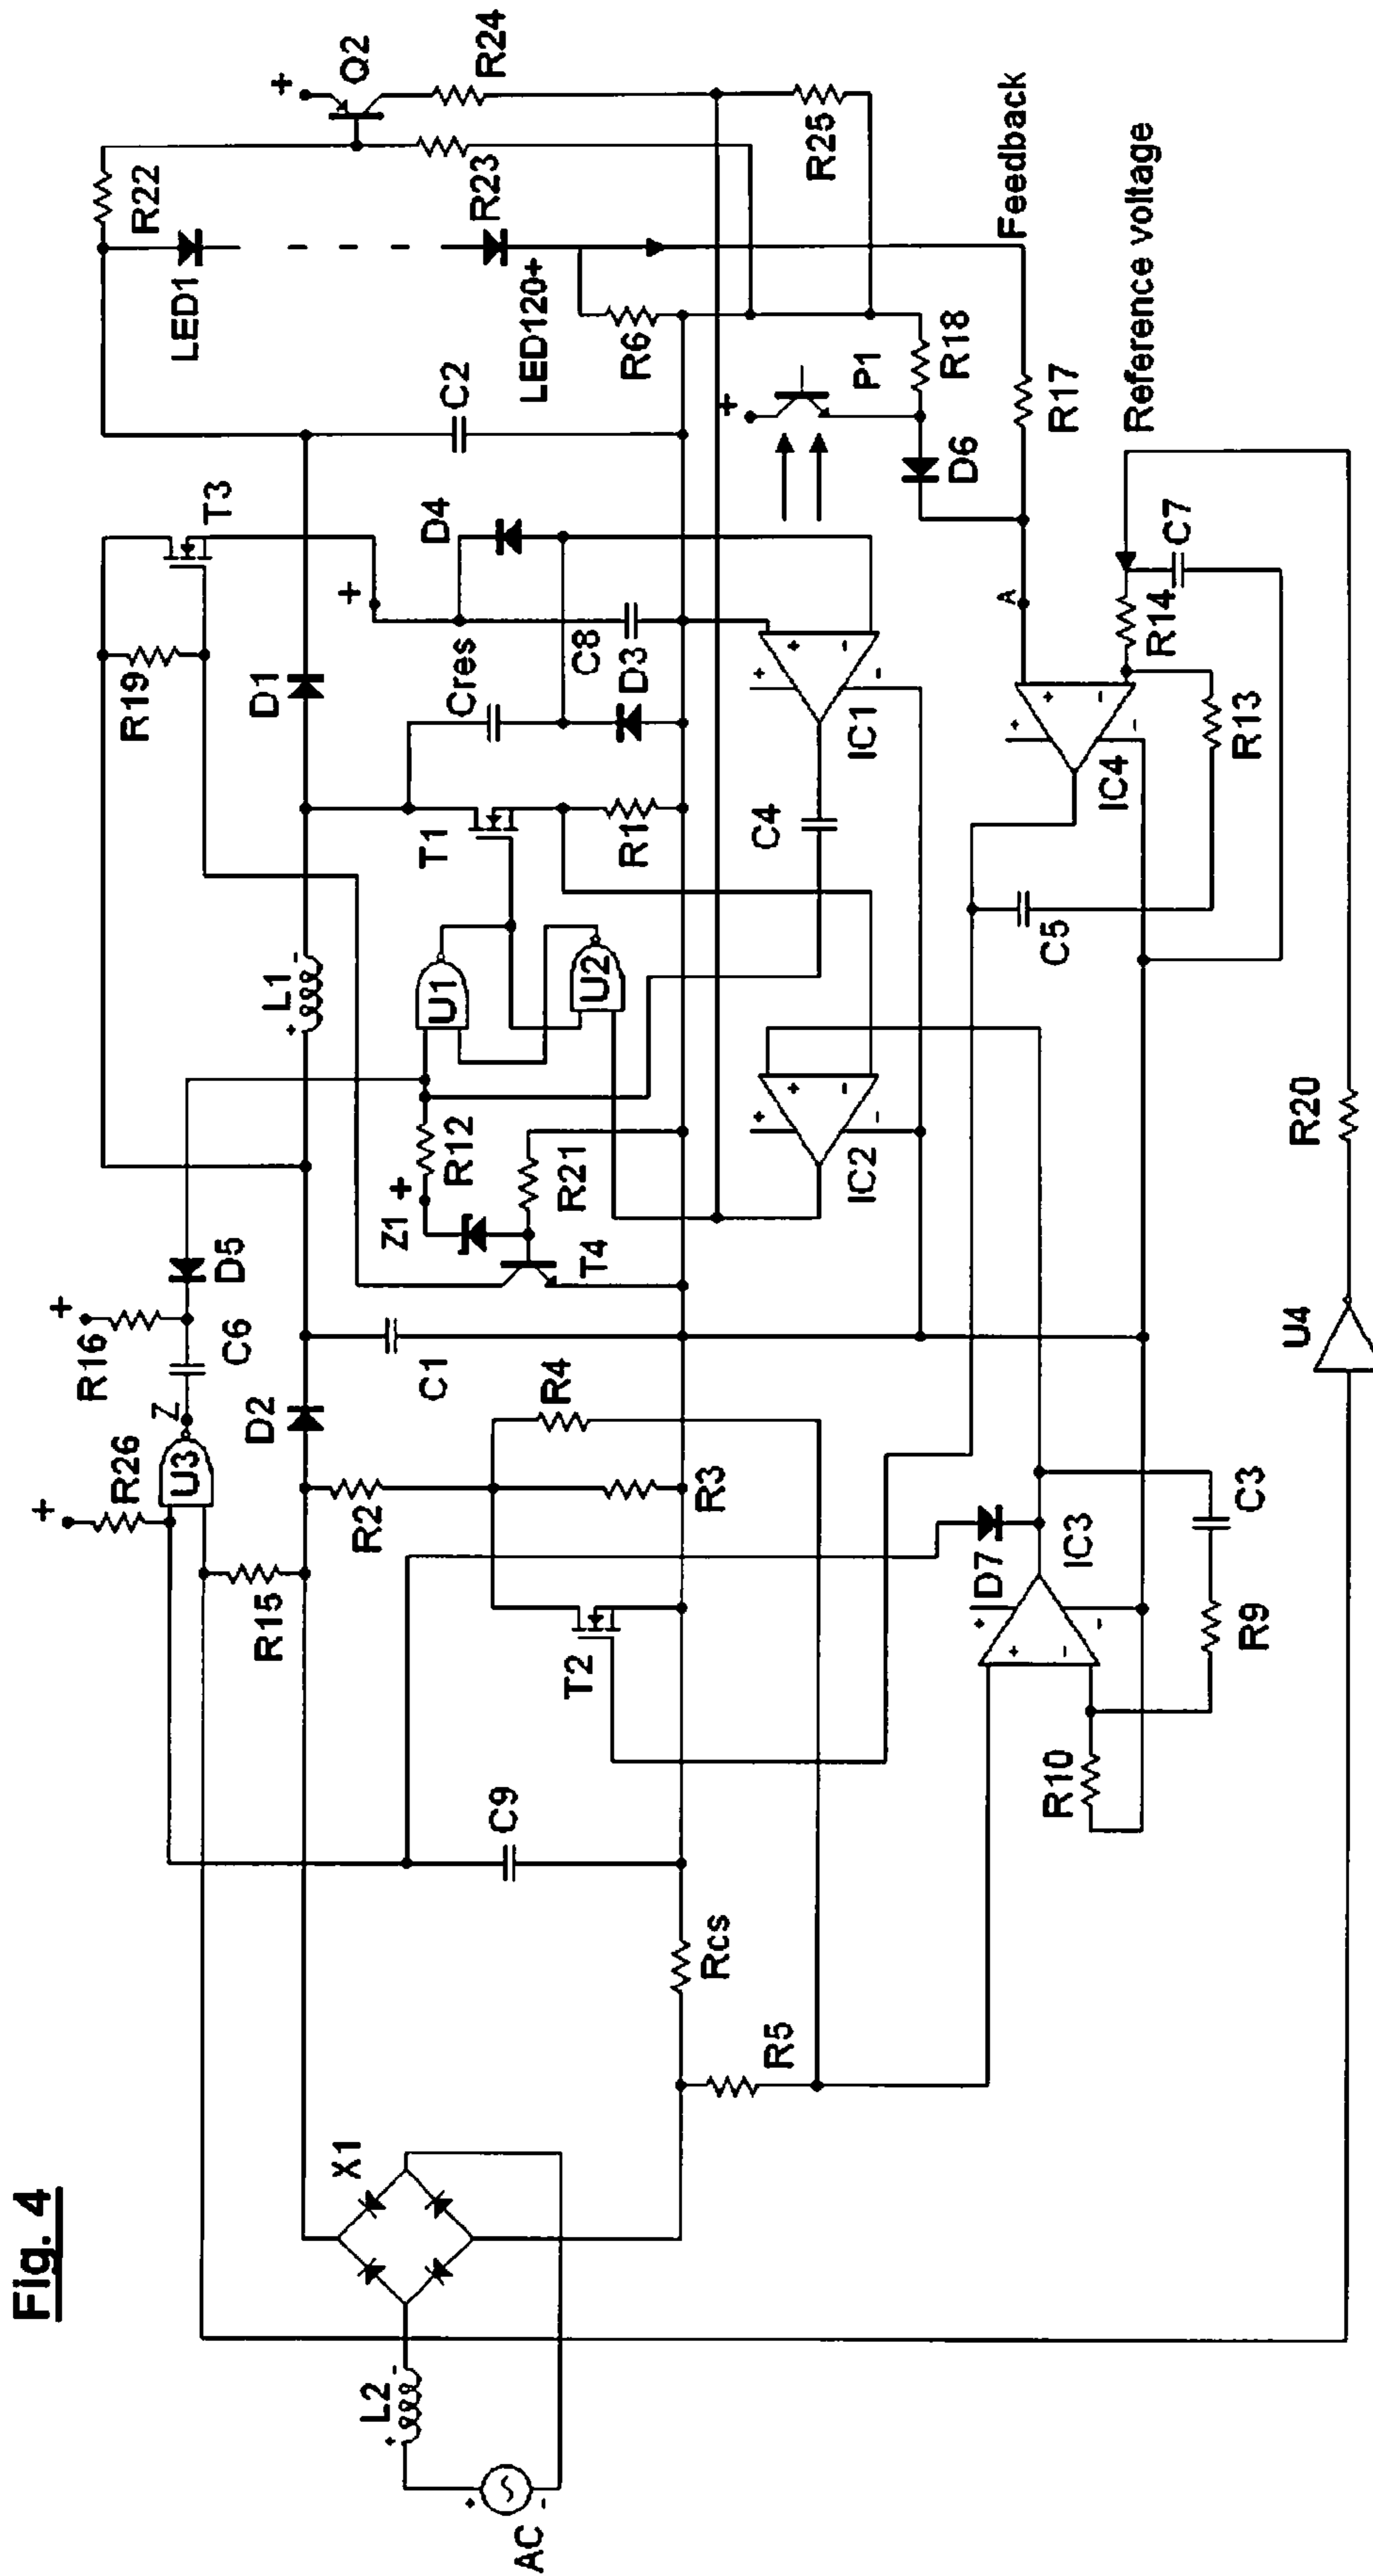 Fig. 4
AC
L2
X1
R5
Rcs
C9
R15
R26
U3
Z
R16
C6
D5
D2
R2
R3
R4
T2
C1
Z1
R12
R21
T4
U1
U2
L1
R19
T3
D1
T1
R1
Cres
C8
D3
D4
C2
R22
LED1
LED120+
R23
Q2
R24
R25
R6
P1
R18
D6
R17
Feedback
Reference voltage
A
IC1
C4
IC2
IC4
C5
R13
R14
C7
D7
IC3
C3
R9
R10
U4
R20